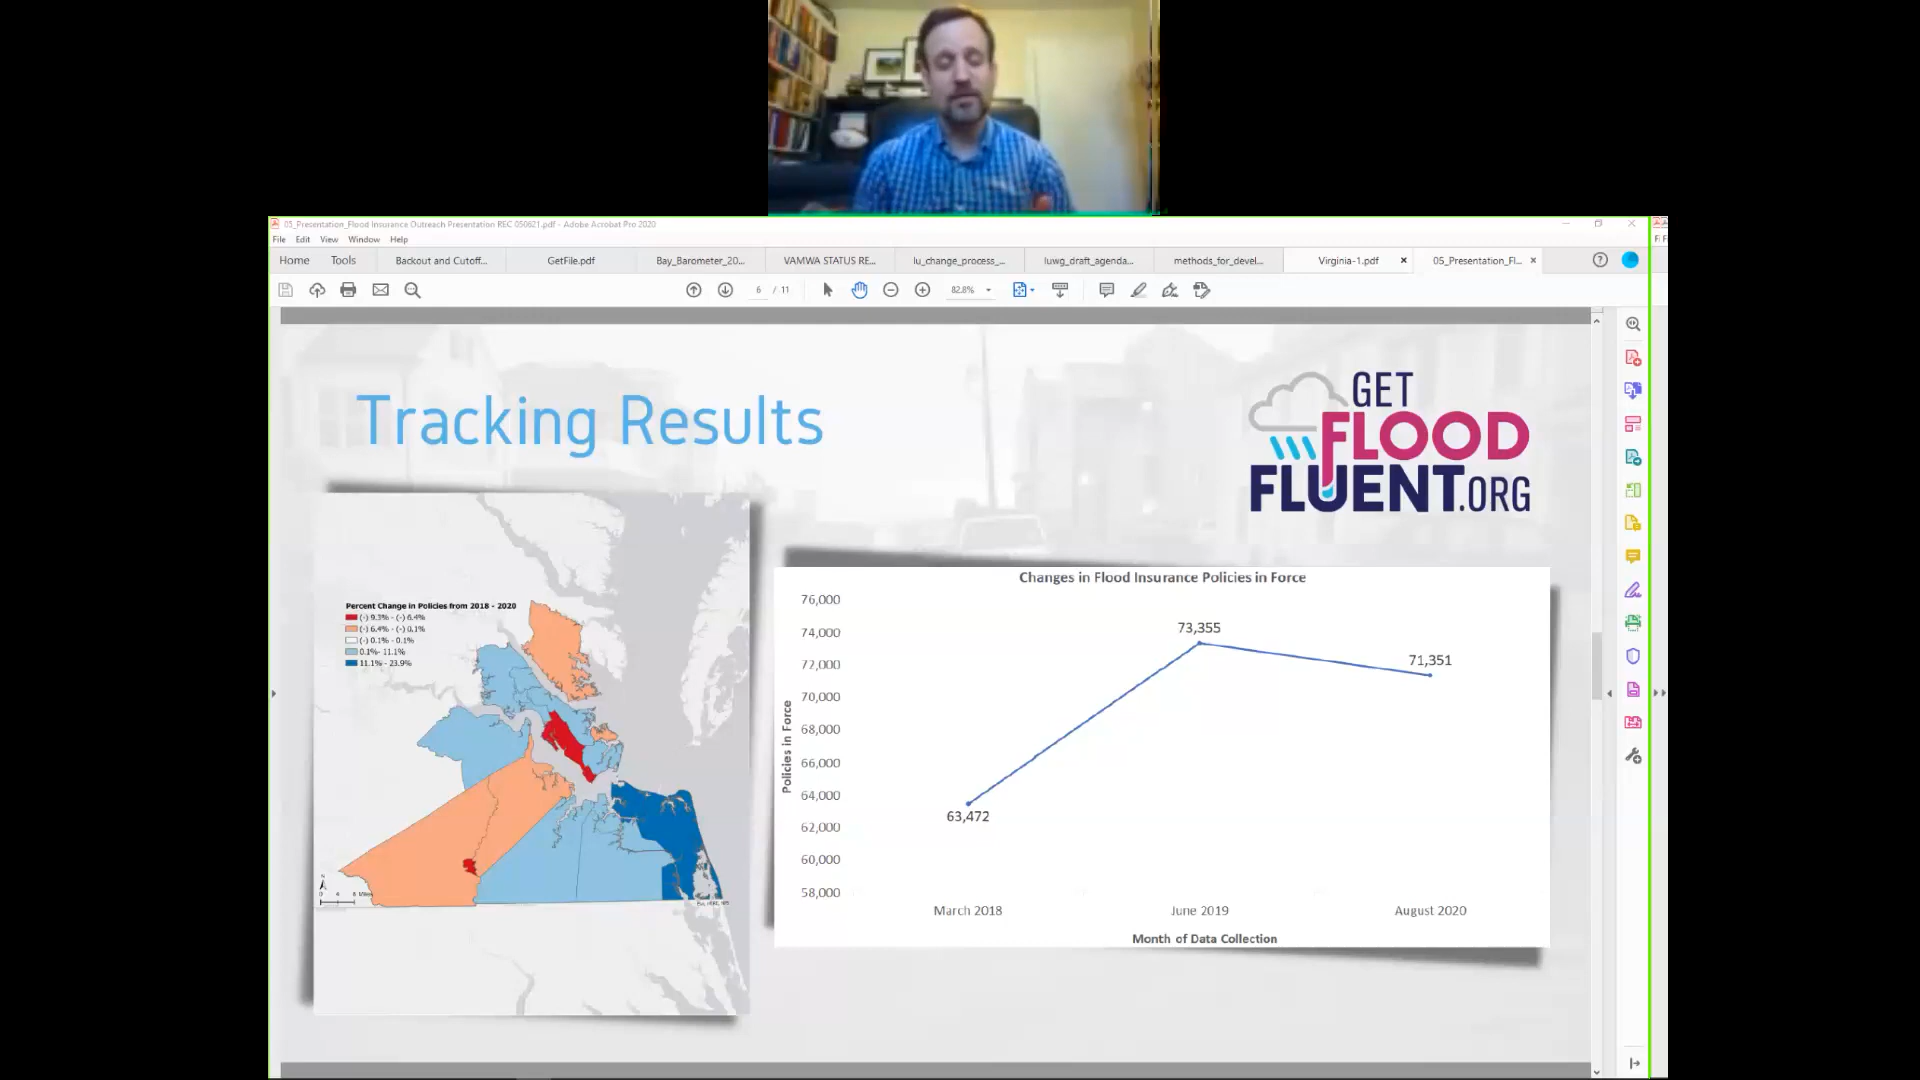 05_Presentation_Flood Insurance Outreach Presentation REC 050621.pdf - Adobe Acrobat Pro 2020
File Edit View Window Help
Home Tools Backout and Cutoff... GetFile.pdf Bay_Barometer_20... VAMWA STATUS RE... lu_change_process_... luwg_draft_agenda... methods_for_devel... Virginia-1.pdf 05_Presentation_Fl...
6 / 11 82.8%
Tracking Results
GET
FLOOD
FLUENT.ORG
Percent Change in Policies from 2018 - 2020
(-) 9.3% - (-) 6.4%
(-) 6.4% - (-) 0.1%
(-) 0.1% - 0.1%
0.1% - 11.1%
11.1% - 23.9%
N
Changes in Flood Insurance Policies in Force
76,000
74,000
72,000
70,000
68,000
66,000
64,000
62,000
60,000
58,000
Policies in Force
63,472
73,355
71,351
March 2018 June 2019 August 2020
Month of Data Collection